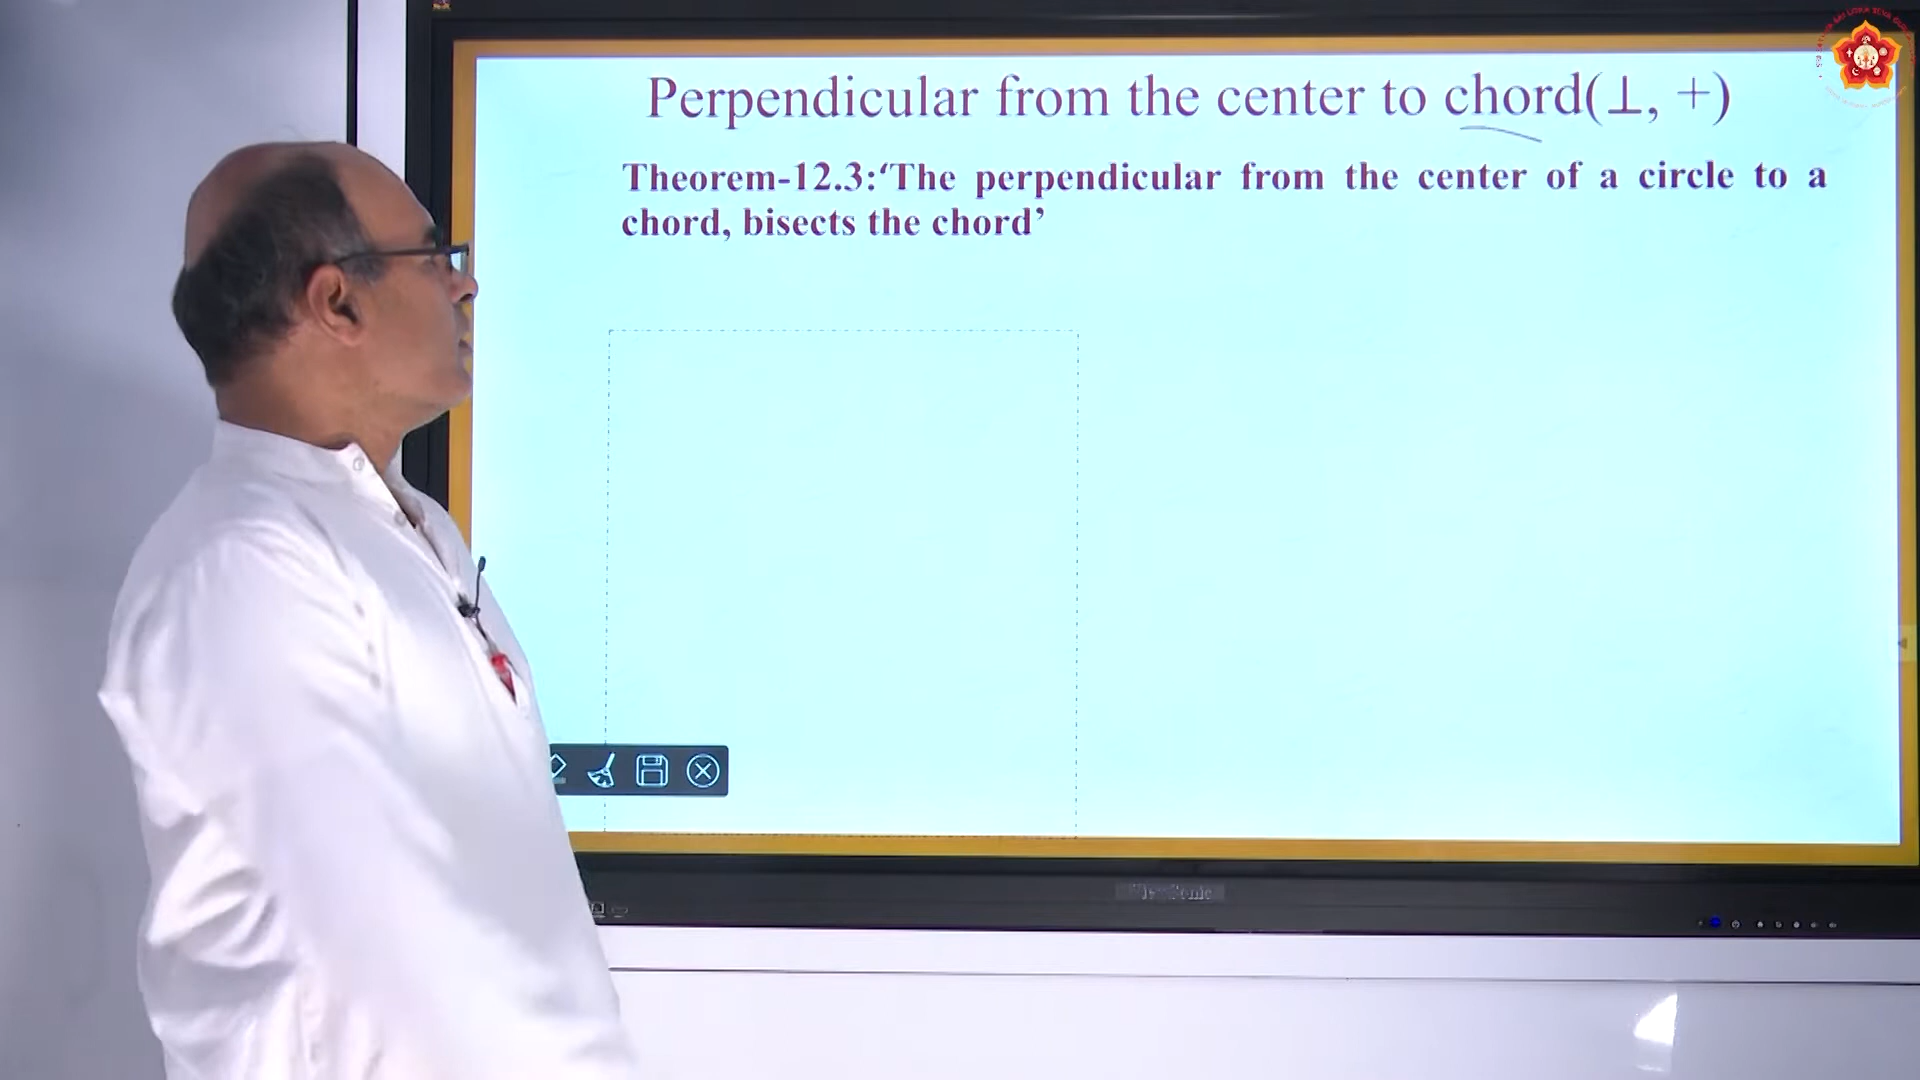 Perpendicular from the center to chord(⊥, +)
Theorem-12.3:‘The perpendicular from the center of a circle to a
chord, bisects the chord’